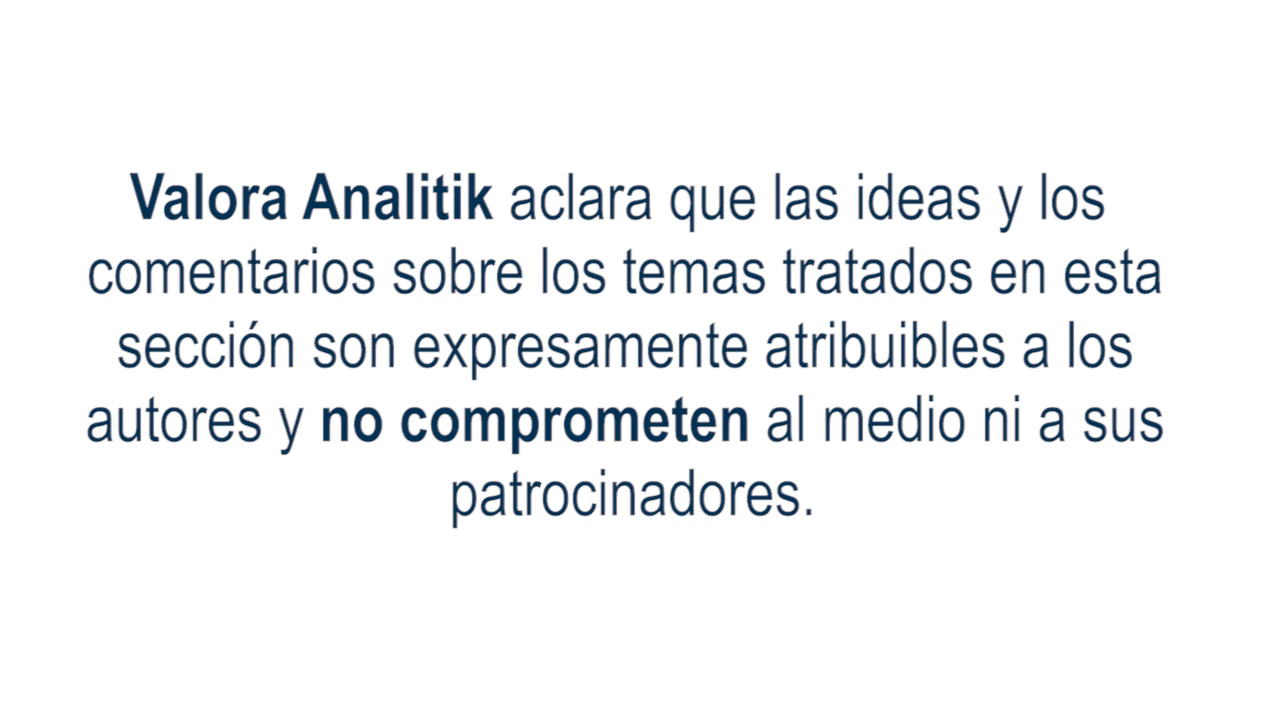 Valora Analitik aclara que las ideas y los
comentarios sobre los temas tratados en esta
sección son expresamente atribuibles a los
autores y no comprometen al medio ni a sus
patrocinadores.